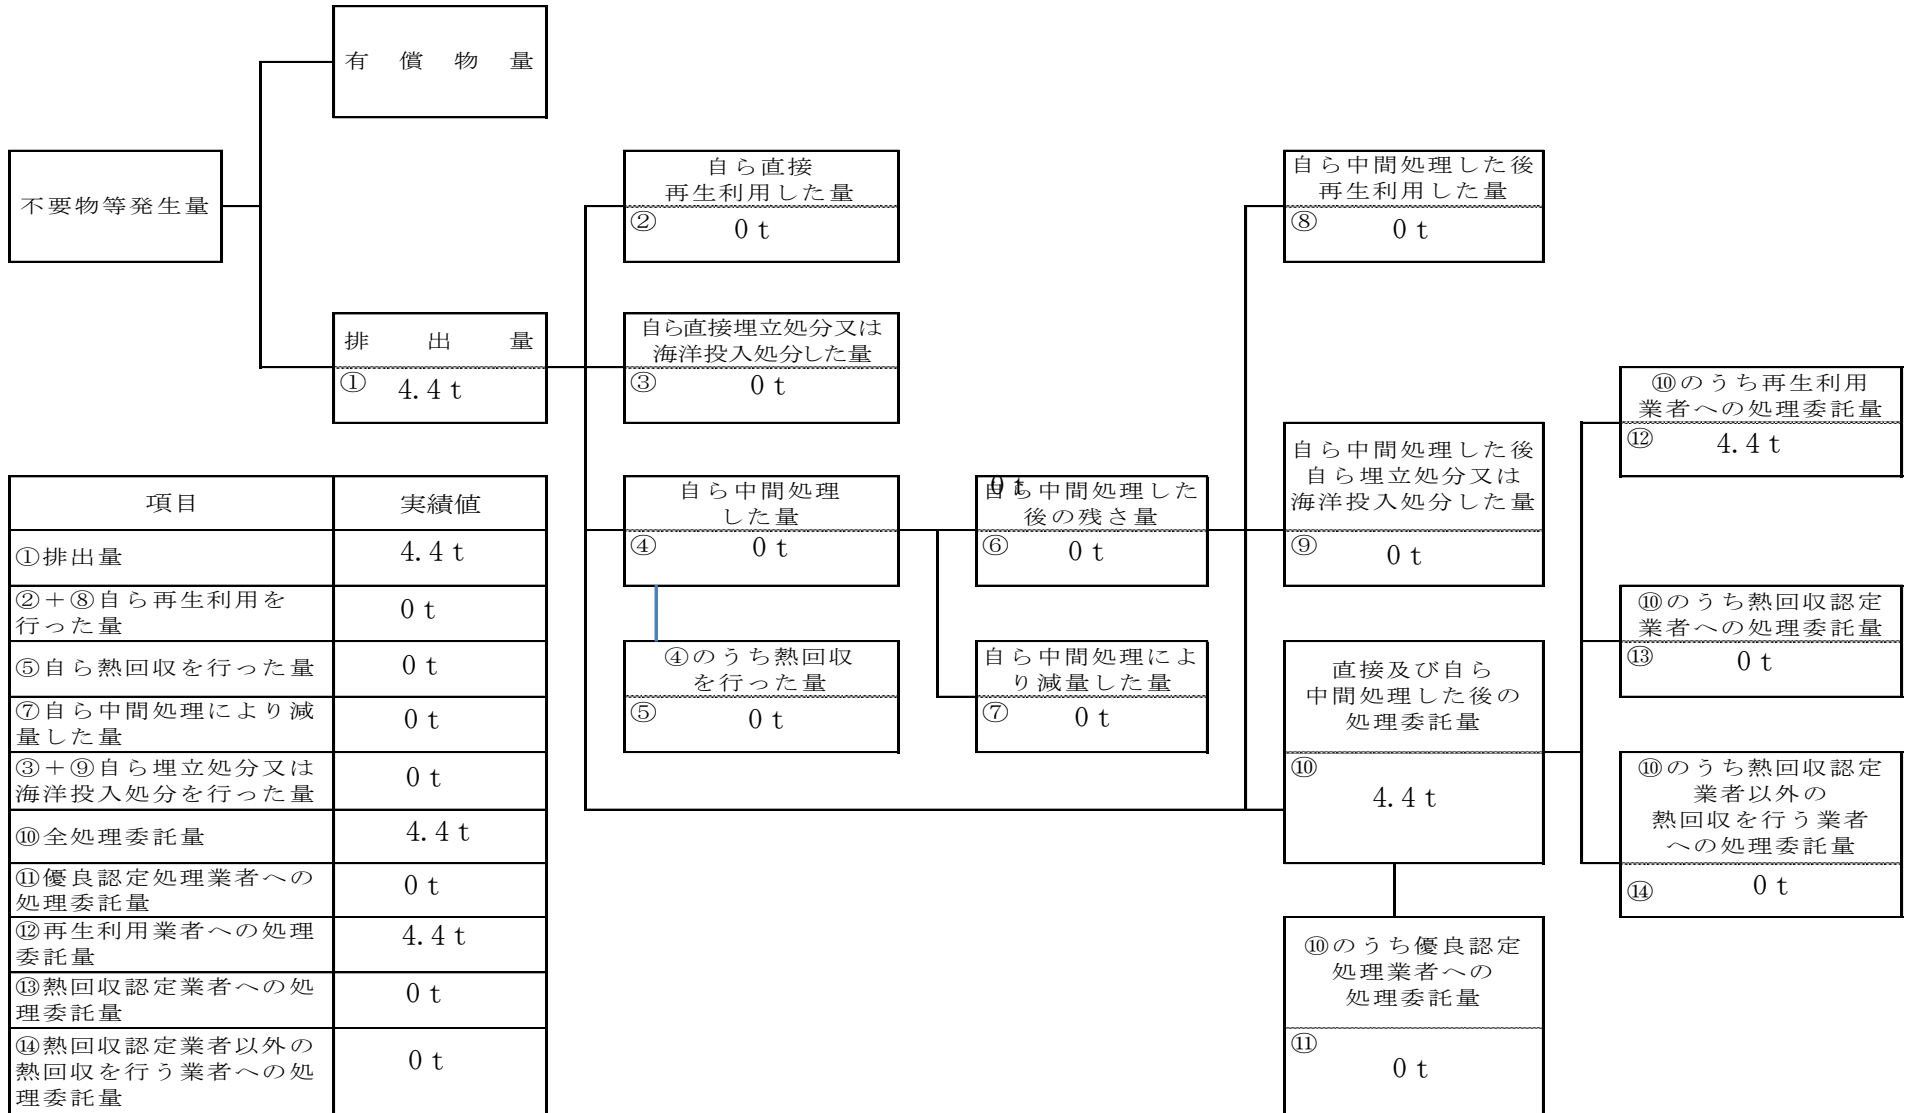 有償物量
不要物等発生量
自ら直接
再生利用した量
② 0 t
自ら中間処理した後
再生利用した量
⑧ 0 t
排出量
① 4.4 t
自ら直接埋立処分又は
海洋投入処分した量
③ 0 t
⑩のうち再生利用
業者への処理委託量
⑫ 4.4 t
自ら中間処理
した量
④ 0 t
0 t
自ら中間処理した
後の残さ量
⑥ 0 t
自ら中間処理した後
自ら埋立処分又は
海洋投入処分した量
⑨ 0 t
④のうち熱回収
を行った量
⑤ 0 t
自ら中間処理によ
り減量した量
⑦ 0 t
直接及び自ら
中間処理した後の
処理委託量
⑩
4.4 t
⑩のうち熱回収認定
業者への処理委託量
⑬ 0 t
⑩のうち熱回収認定
業者以外の
熱回収を行う業者
への処理委託量
⑭ 0 t
⑩のうち優良認定
処理業者への
処理委託量
⑪
0 t
項目 実績値
①排出量 4.4 t
②+⑧自ら再生利用を
行った量 0 t
⑤自ら熱回収を行った量 0 t
⑦自ら中間処理により減
量した量 0 t
③+⑨自ら埋立処分又は
海洋投入処分を行った量 0 t
⑩全処理委託量 4.4 t
⑪優良認定処理業者への
処理委託量 0 t
⑫再生利用業者への処理
委託量 4.4 t
⑬熱回収認定業者への処
理委託量 0 t
⑭熱回収認定業者以外の
熱回収を行う業者への処
理委託量 0 t